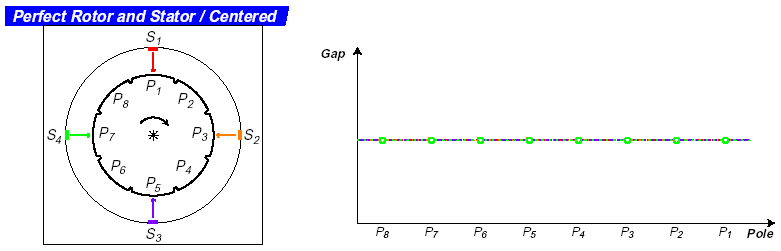 Perfect Rotor and Stator / Centered
S1
P1
P8 P2
S4 P7 P3 S2
P6 P4
P5
S3
Gap
P8 P7 P6 P5 P4 P3 P2 P1 Pole